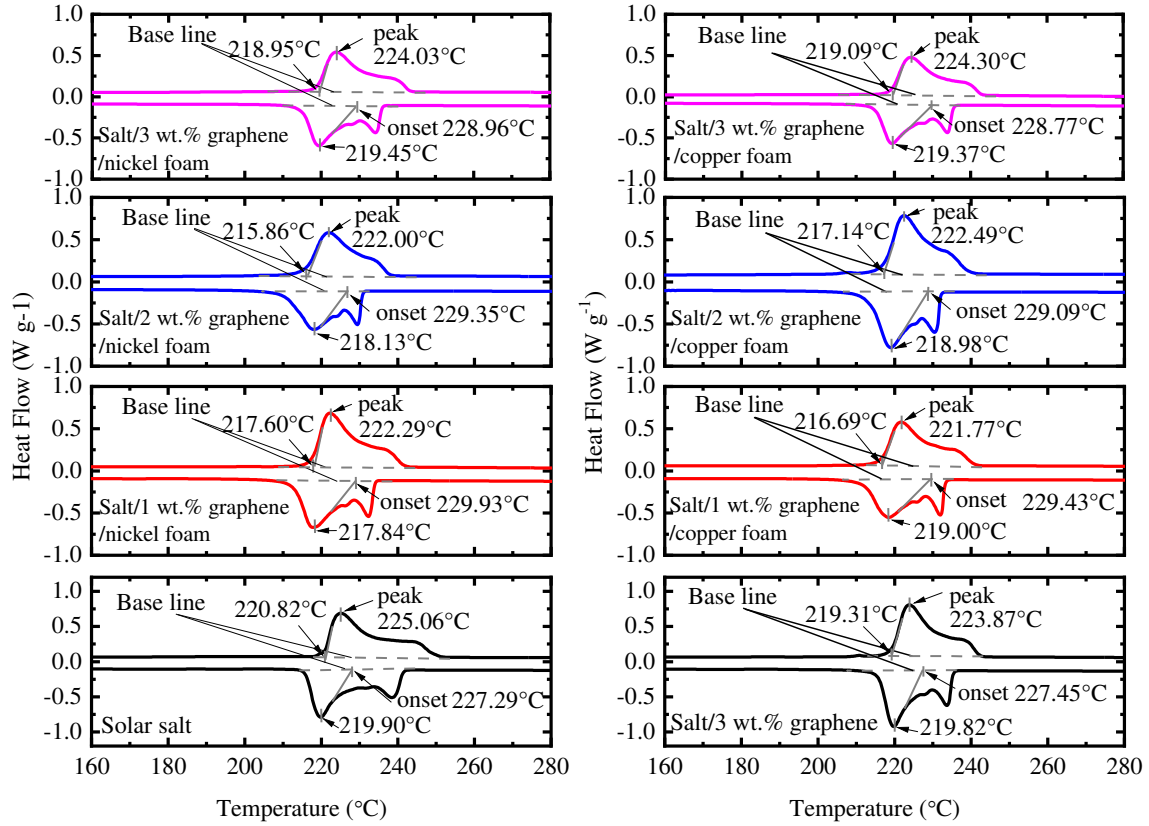 1.0
0.5
0.0
-0.5
-1.0
Base line
218.95°C
peak
224.03°C
onset 228.96°C
219.45°C
Salt/3 wt.% graphene
/nickel foam
1.0
0.5
0.0
-0.5
-1.0
Base line
215.86°C
peak
222.00°C
onset
229.35°C
218.13°C
Salt/2 wt.% graphene
/nickel foam
1.0
0.5
0.0
-0.5
-1.0
Base line
217.60°C
peak
222.29°C
onset
229.93°C
217.84°C
Salt/1 wt.% graphene
/nickel foam
1.0
0.5
0.0
-0.5
-1.0
Base line
220.82°C
peak
225.06°C
onset 227.29°C
219.90°C
Solar salt
160 180 200 220 240 260 280
Temperature (°C)
Heat Flow (W g-1)
1.0
0.5
0.0
-0.5
-1.0
Base line
219.09°C
peak
224.30°C
onset
228.77°C
219.37°C
Salt/3 wt.% graphene
/copper foam
1.0
0.5
0.0
-0.5
-1.0
Base line
217.14°C
peak
222.49°C
onset
229.09°C
218.98°C
Salt/2 wt.% graphene
/copper foam
1.0
0.5
0.0
-0.5
-1.0
Base line
216.69°C
peak
221.77°C
onset
229.43°C
219.00°C
Salt/1 wt.% graphene
/copper foam
1.0
0.5
0.0
-0.5
-1.0
Base line
219.31°C
peak
223.87°C
onset 227.45°C
219.82°C
Salt/3 wt.% graphene
160 180 200 220 240 260 280
Temperature (°C)
Heat Flow (W g⁻¹)